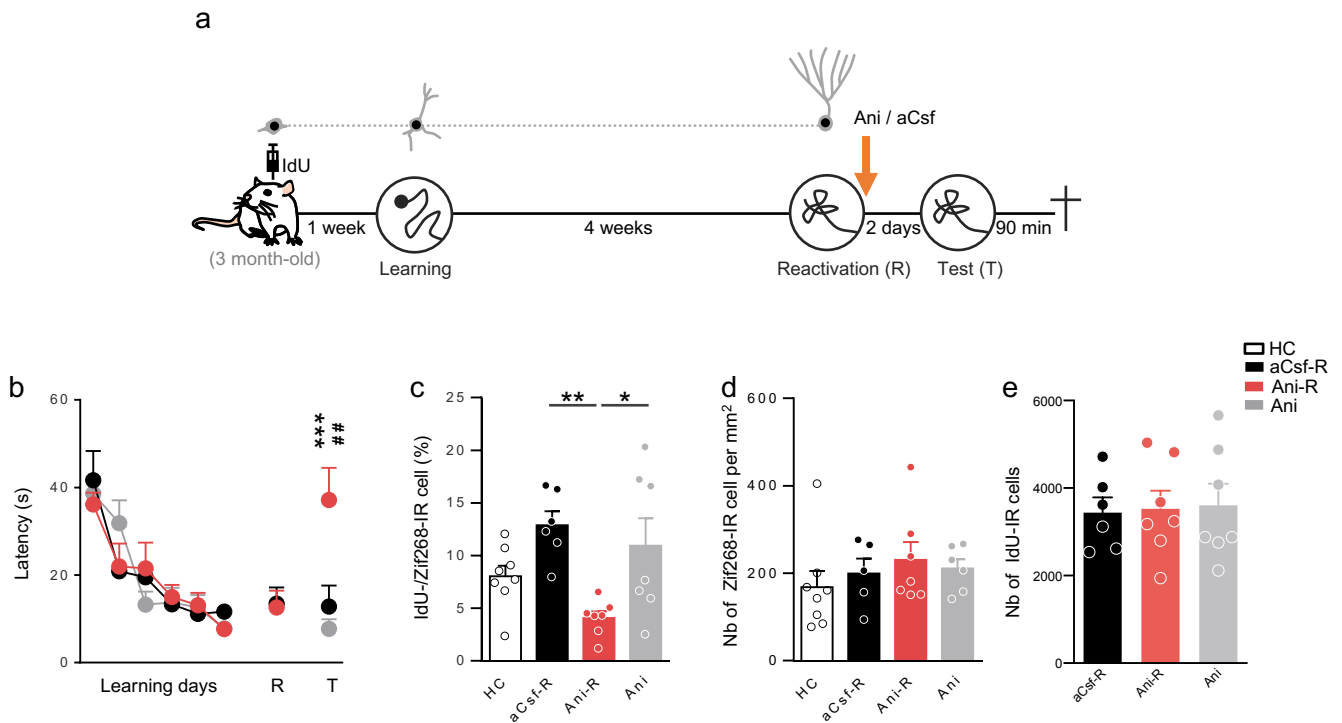 a
Ani / aCsf
IdU
1 week
4 weeks
2 days
90 min
(3 month-old)
Learning
Reactivation (R)
Test (T)
HC
aCsf-R
Ani-R
Ani
b
Latency (s)
60
40
20
0
***
##
Learning days
R
T
c
IdU-/Zif268-IR cell (%)
25
20
15
10
5
0
**
*
HC
aCsf-R
Ani-R
Ani
d
Nb of Zif268-IR cell per mm²
600
400
200
0
HC
aCsf-R
Ani-R
Ani
e
Nb of IdU-IR cells
6000
4000
2000
0
aCsf-R
Ani-R
Ani